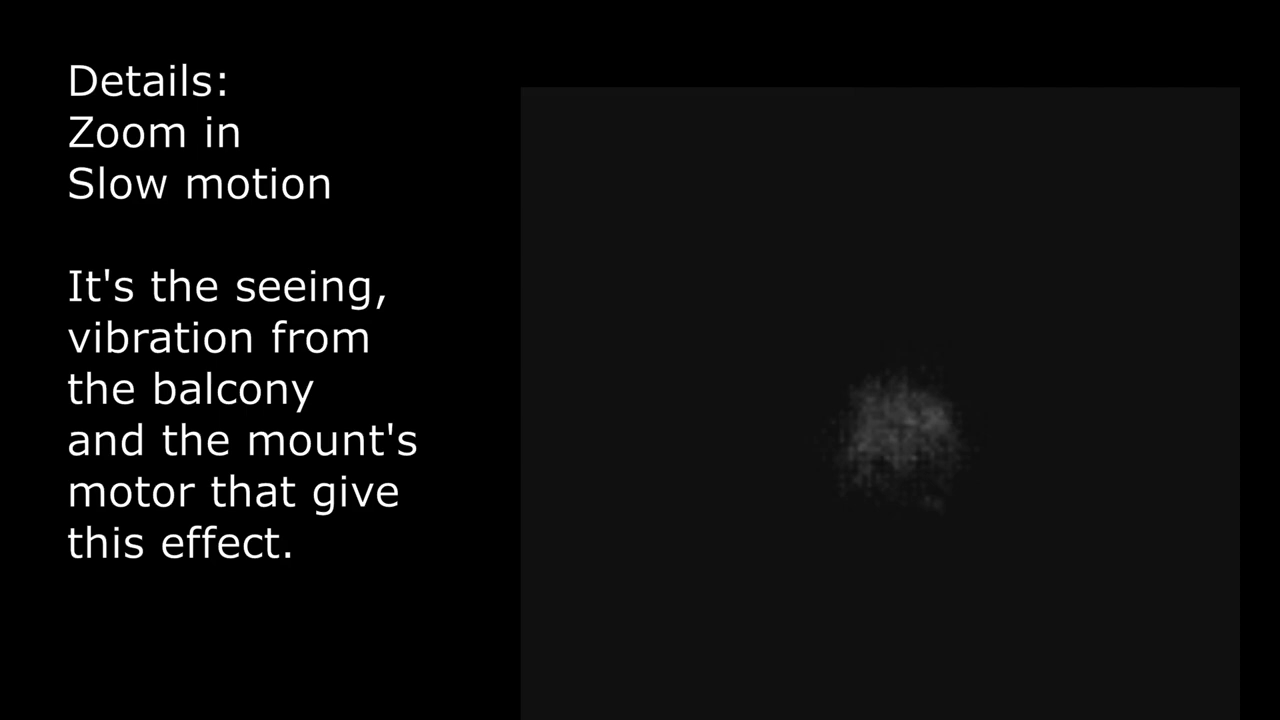 Details:
Zoom in
Slow motion
It's the seeing,
vibration from
the balcony
and the mount's
motor that give
this effect.